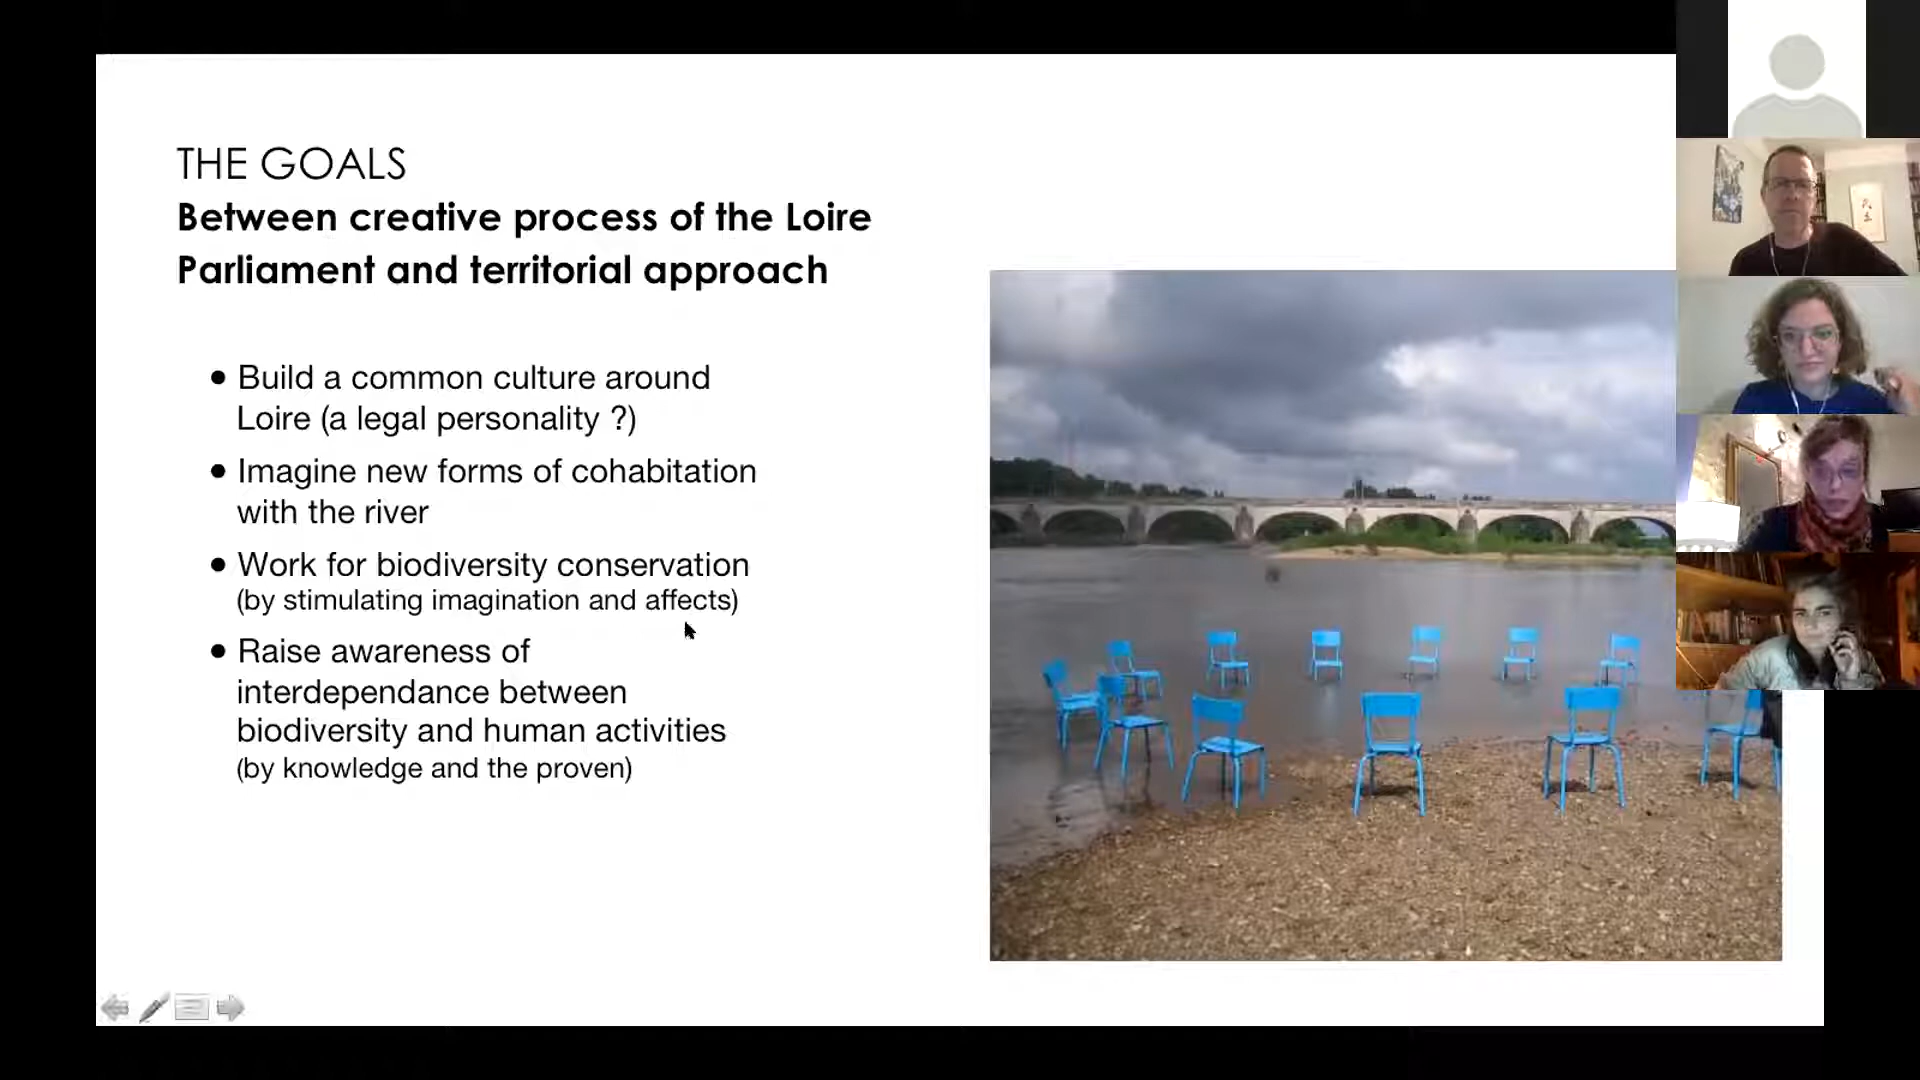 THE GOALS
Between creative process of the Loire
Parliament and territorial approach
● Build a common culture around
Loire (a legal personality ?)
● Imagine new forms of cohabitation
with the river
● Work for biodiversity conservation
(by stimulating imagination and affects)
● Raise awareness of
interdependance between
biodiversity and human activities
(by knowledge and the proven)